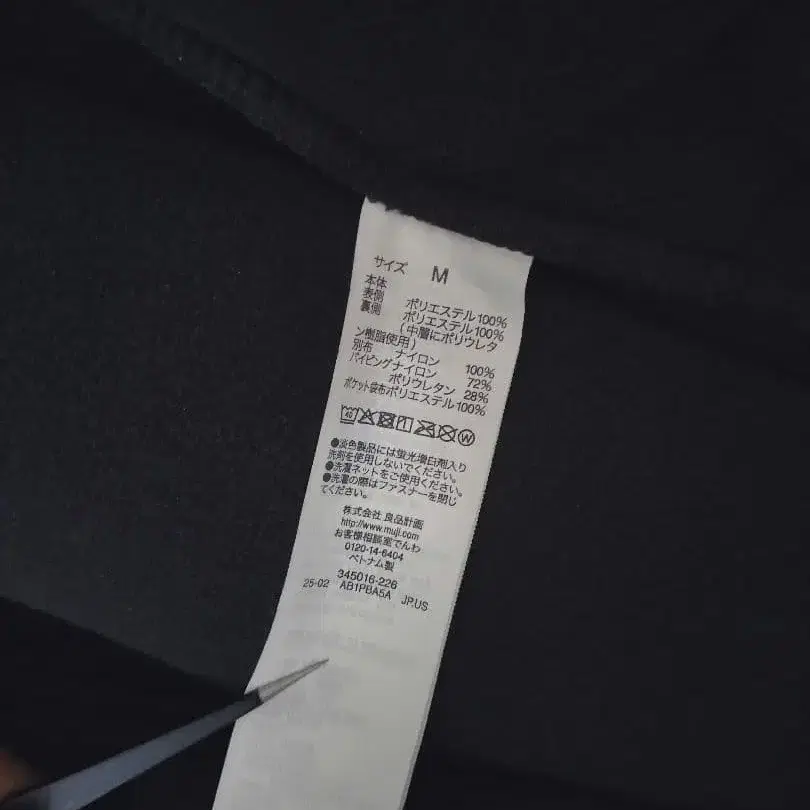 サイズ M
本体
表側 ポリエステル100%
裏側 ポリエステル100%
(中層にポリウレタ
ン樹脂使用)
別布 ナイロン 100%
パイピングナイロン 72%
ポリウレタン 28%
ポケット袋布ポリエステル100%
40 W
●淡色製品には蛍光増白剤入り
洗剤を使用しないでください。
●洗濯ネットをご使用ください。
●洗濯の際はファスナーを閉じ
てください。
株式会社 良品計画
http://www.muji.com
お客様相談室でんわ
0120-14-6404
ベトナム製
345016-226
25-02 AB1PBA5A JP.US